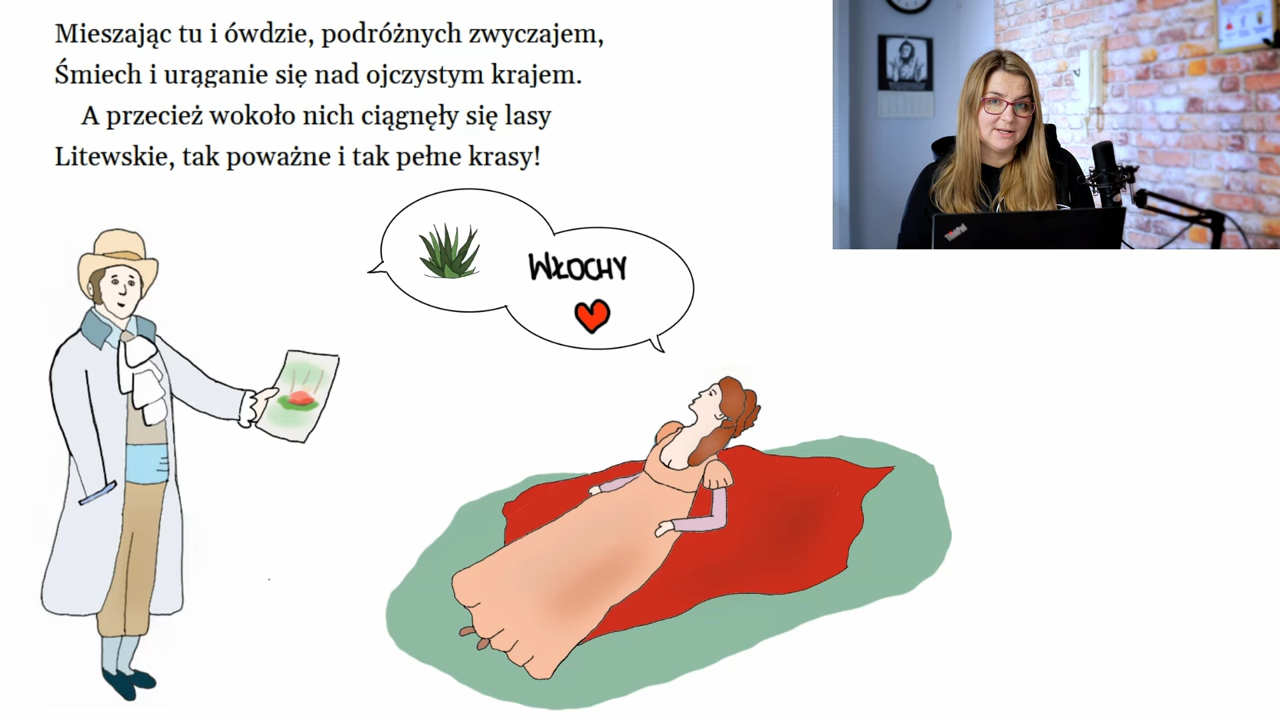 Mieszając tu i ówdzie, podróżnych zwyczajem,
Śmiech i urąganie się nad ojczystym krajem.
A przecież wokoło nich ciągnęły się lasy
Litewskie, tak poważne i tak pełne krasy!
WŁOCHY
ThinkPad